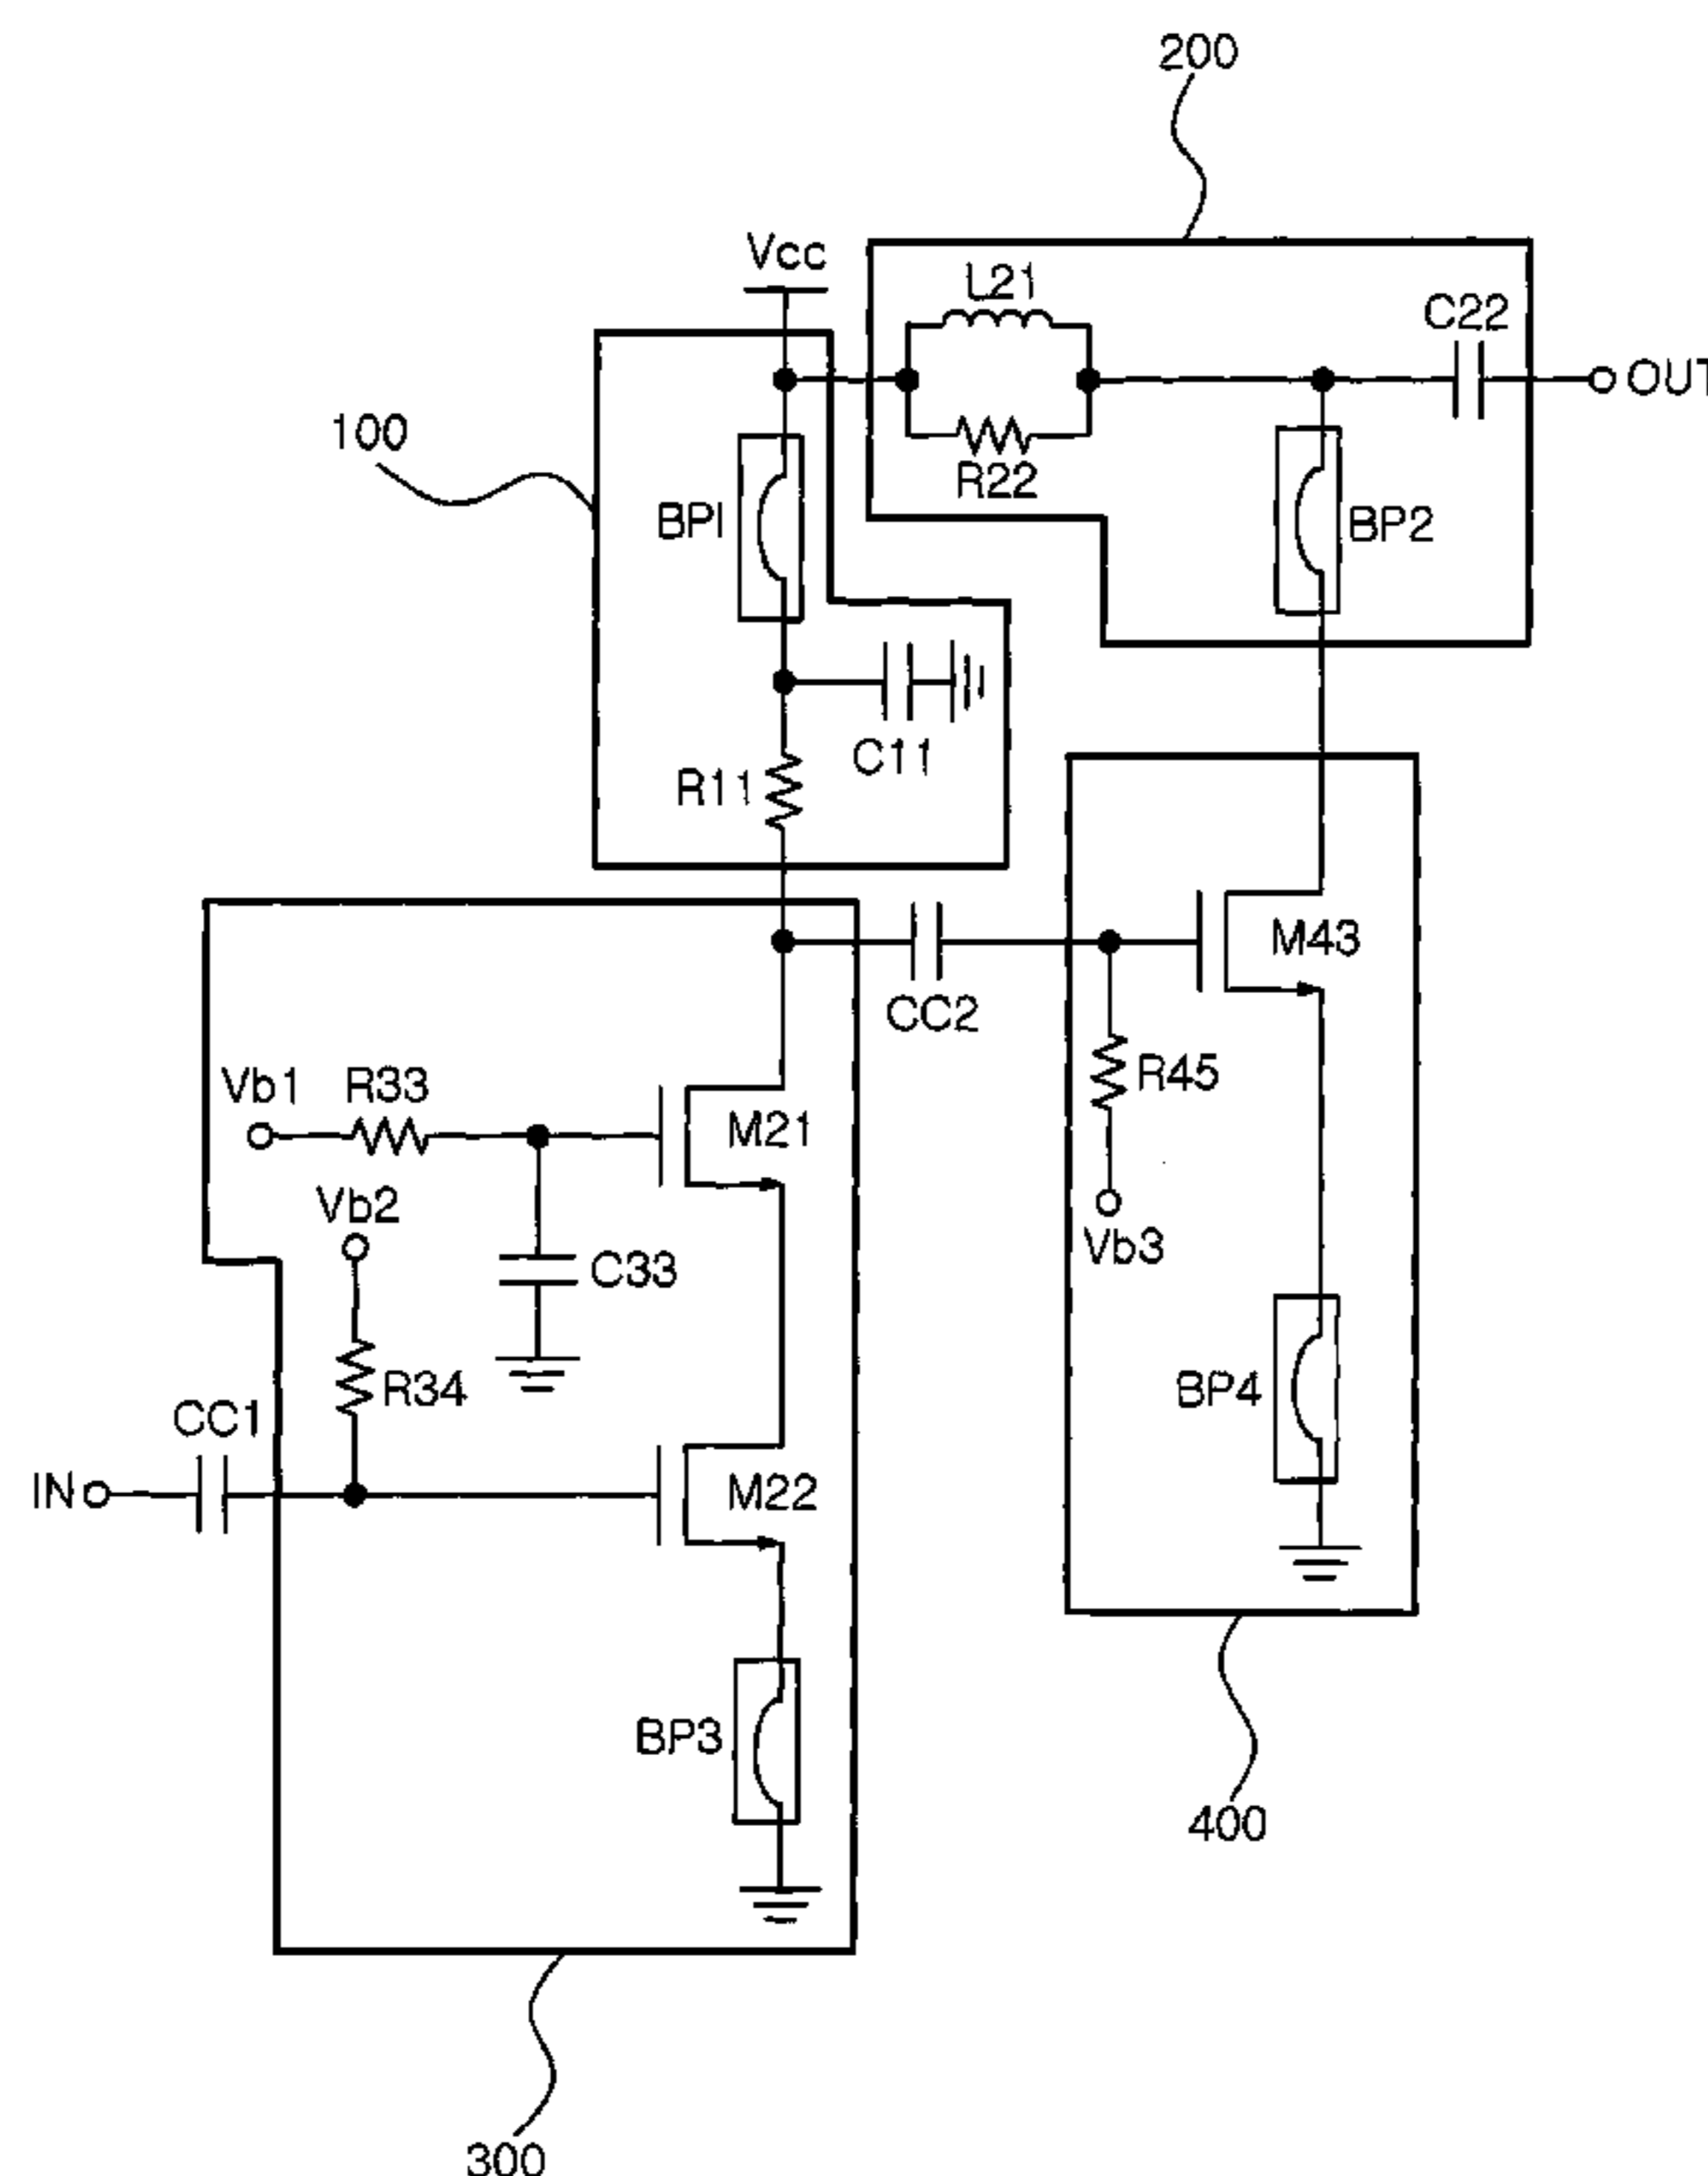 200
Vcc
L21
C22
OUT
100
R22
BP1
BP2
C11
R11
M43
CC2
R45
Vb1
R33
M21
Vb2
Vb3
C33
R34
BP4
CC1
IN
M22
BP3
400
300